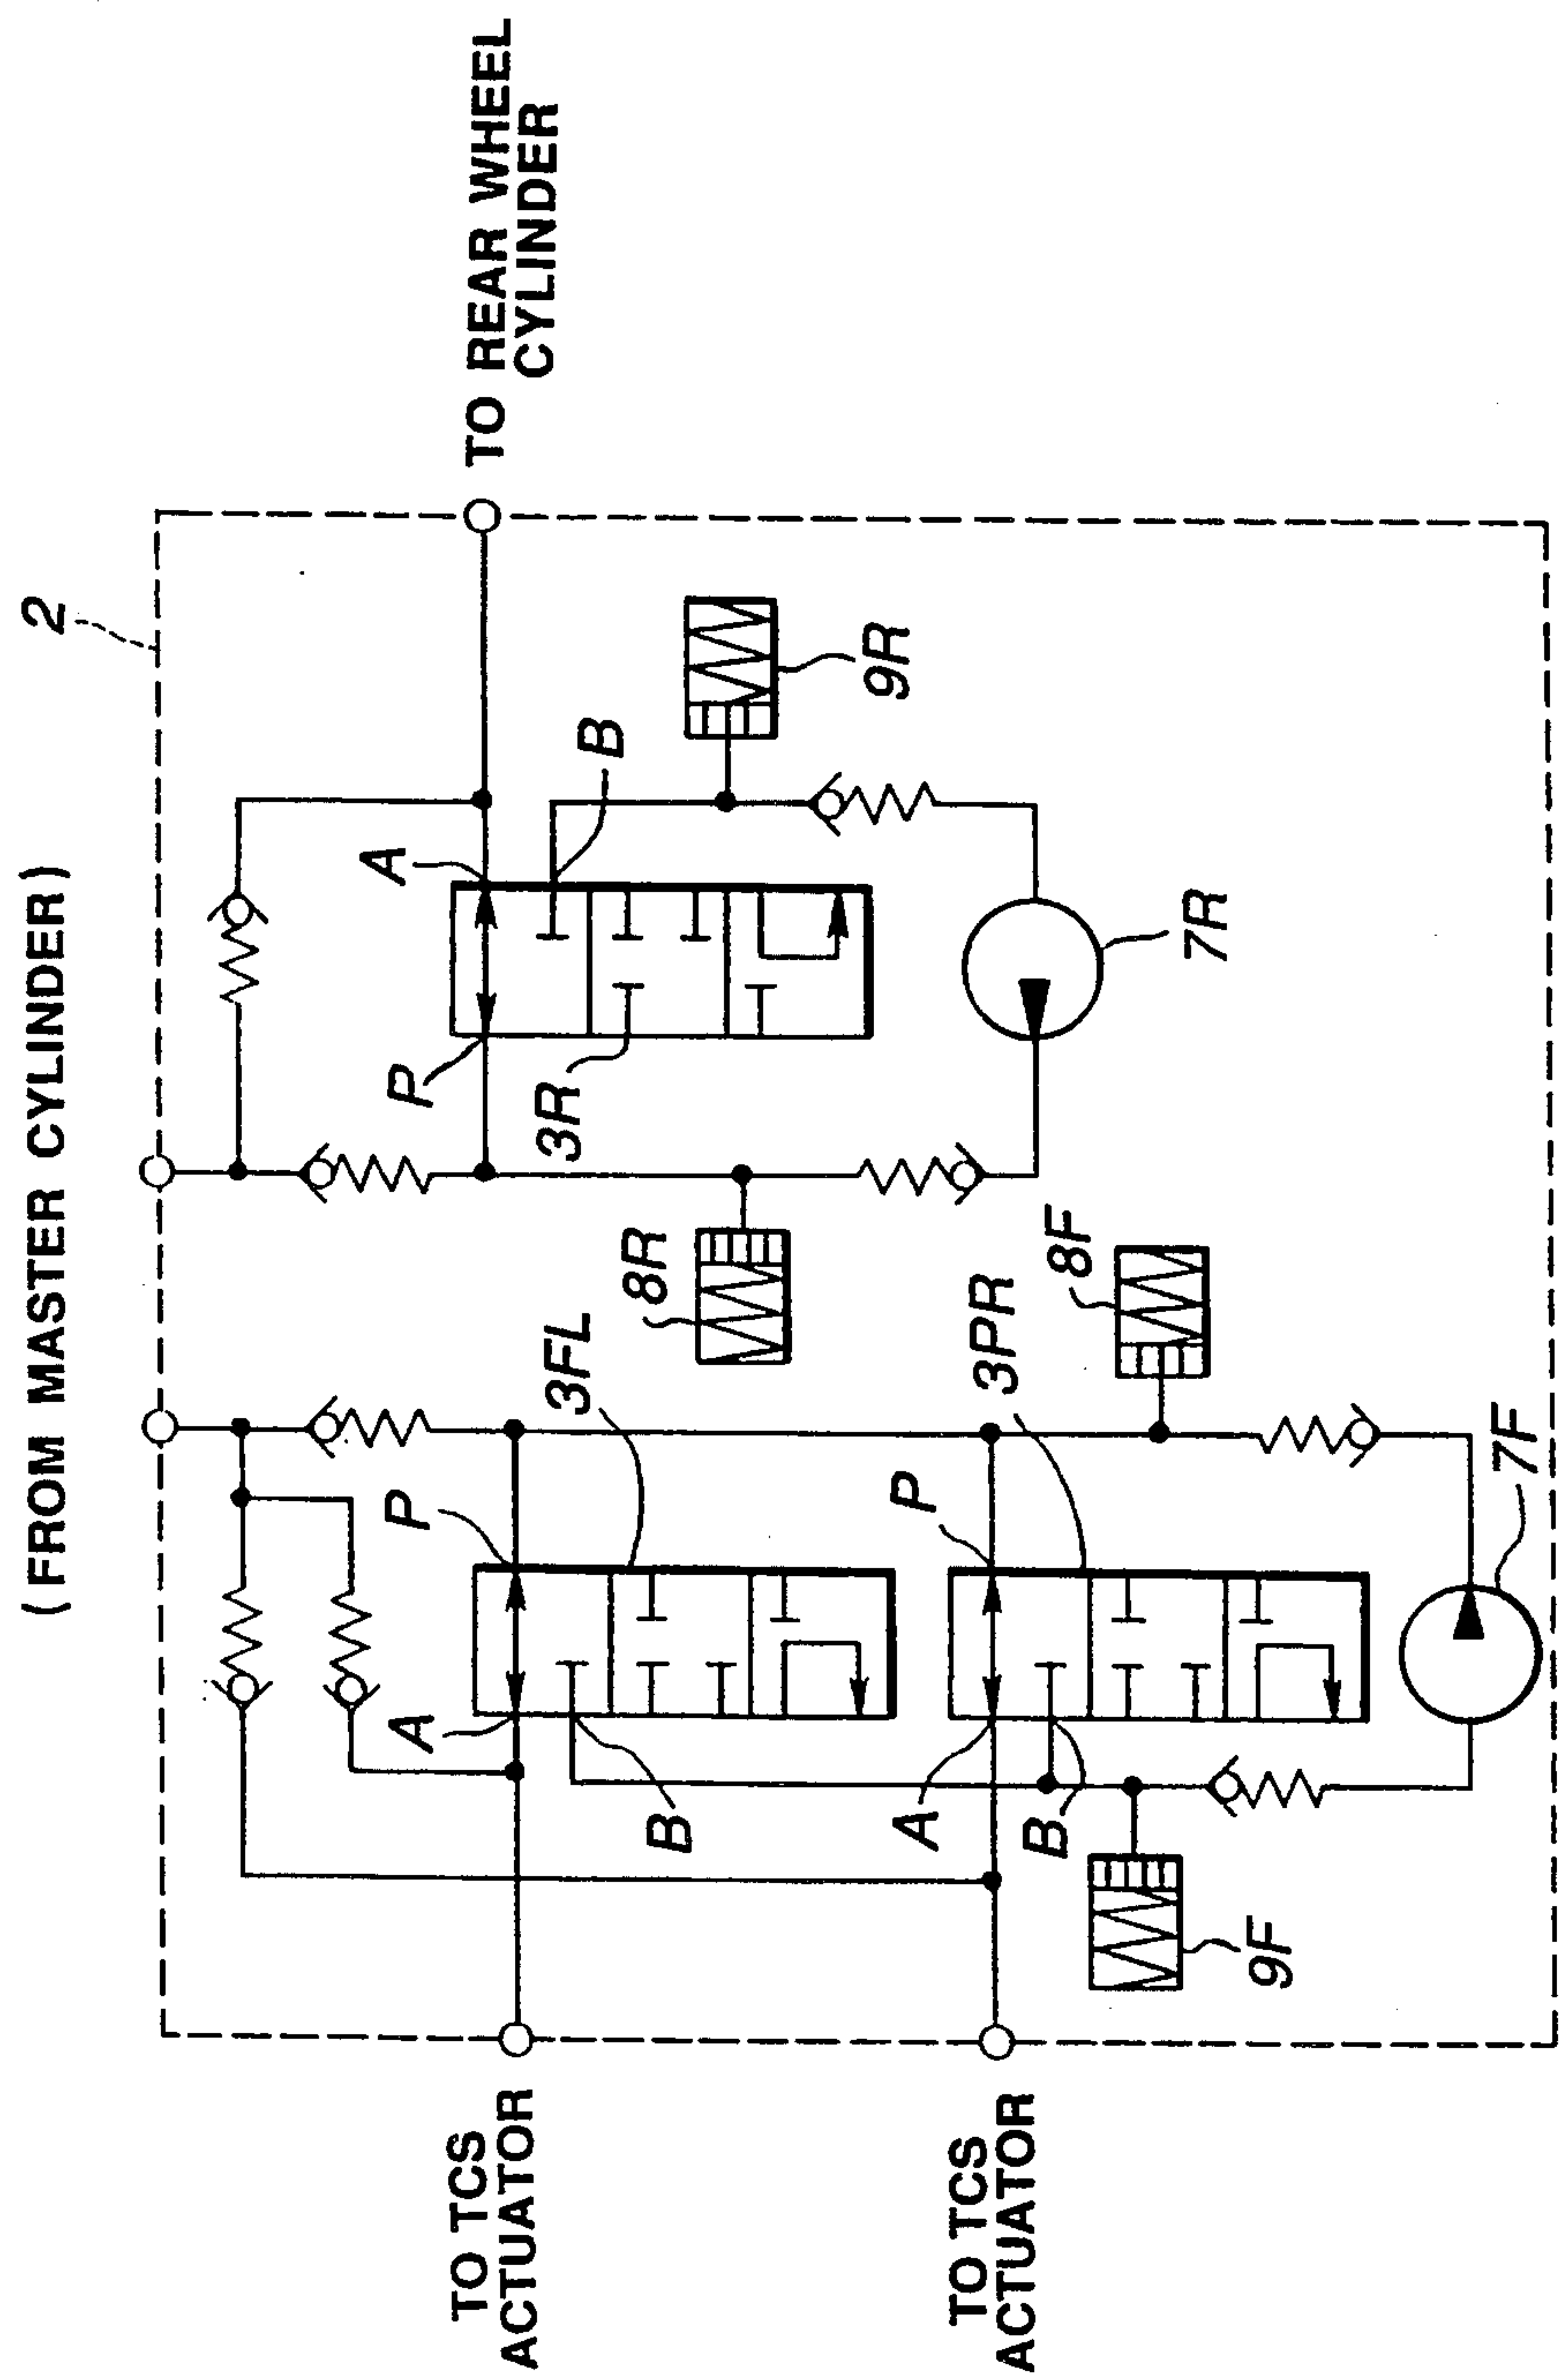 (FROM MASTER CYLINDER)
2
TO REAR WHEEL
CYLINDER
A
B
9R
P
3R
7R
8R
8F
3FL
3PR
P
P
7F
A
B
A
B
9F
TO TCS
ACTUATOR
TO TCS
ACTUATOR